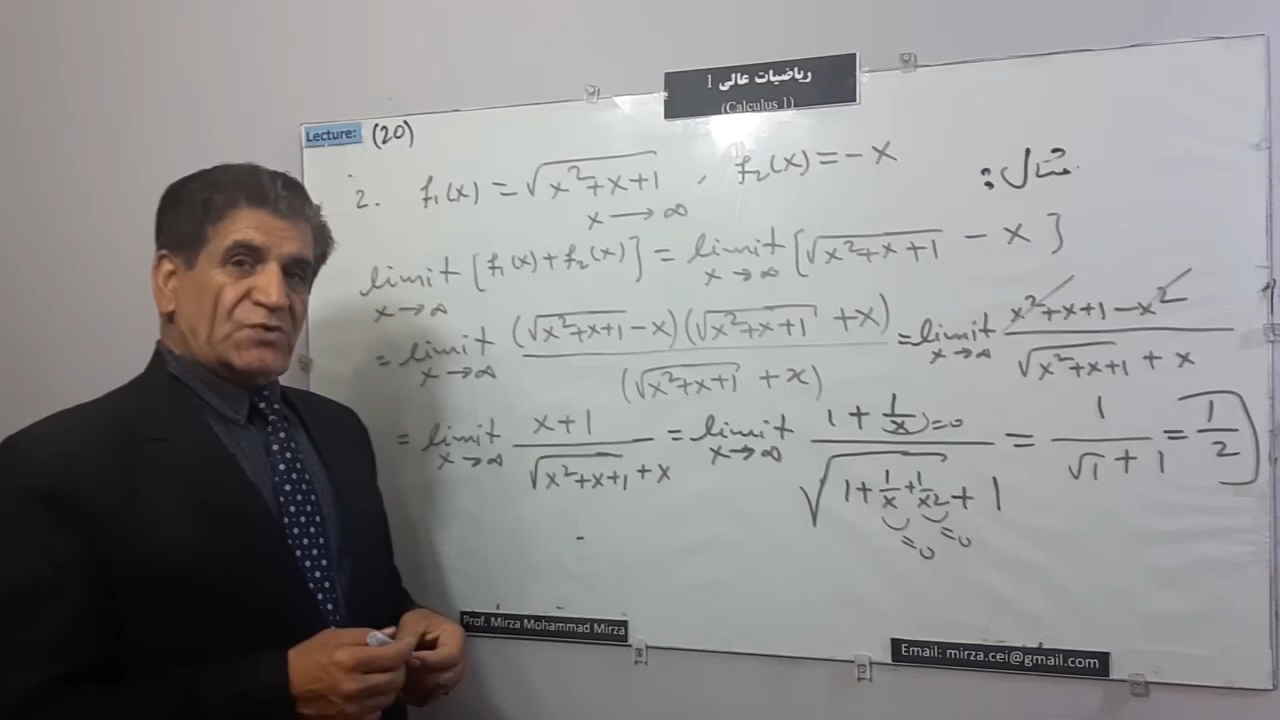 ریاضیات عالی 1
(Calculus 1)
Lecture: (20)
مثال:
2. f₁(x) = √(x²+x+1) , f₂(x) = -x
x → ∞
limit x→∞ [f₁(x) + f₂(x)] = limit x→∞ [√(x²+x+1) - x]
= limit x→∞ (√(x²+x+1) - x)(√(x²+x+1) + x) / (√(x²+x+1) + x) = limit x→∞ (x²+x+1-x²) / (√(x²+x+1) + x)
= limit x→∞ (x+1) / (√(x²+x+1) + x) = limit x→∞ (1 + 1/x =0) / (√(1 + 1/x + 1/x²) + 1) = 1 / (√1 + 1) = 1/2
=0 =0
Prof. Mirza Mohammad Mirza
Email: mirza.cei@gmail.com